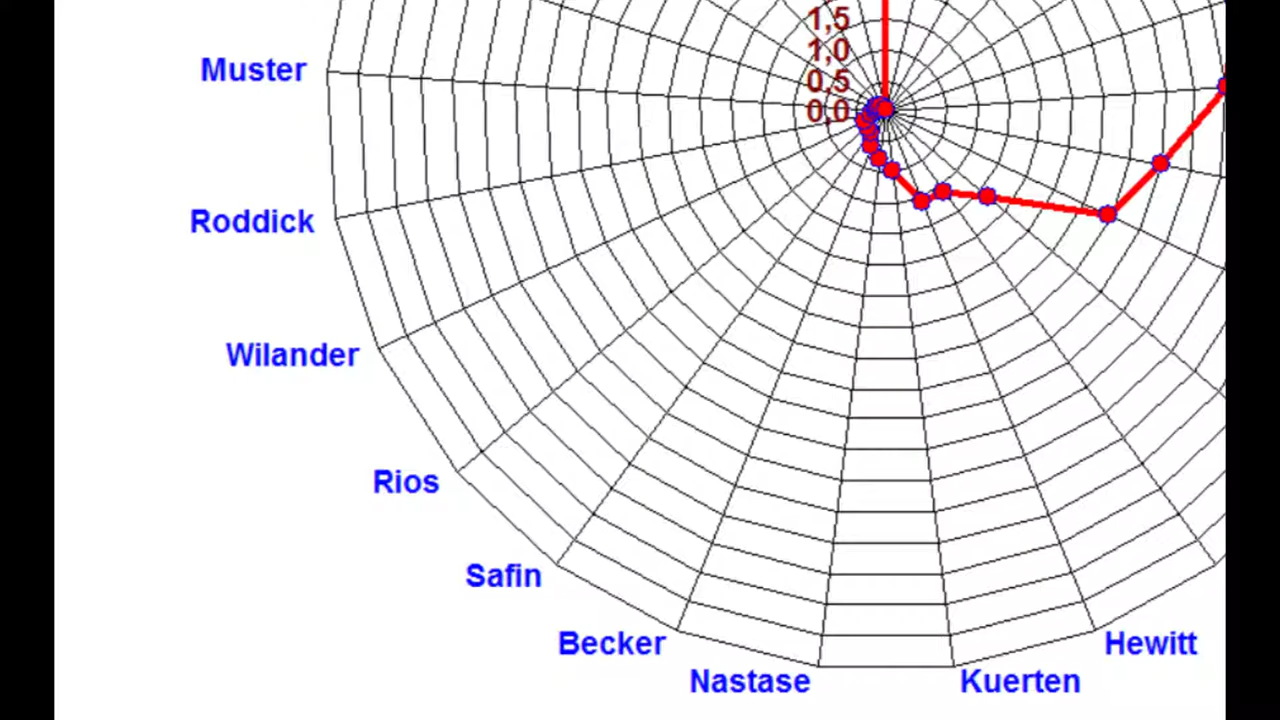 1,5
1,0
Muster
0,5
0,0
Roddick
Wilander
Rios
Safin
Becker
Hewitt
Nastase
Kuerten